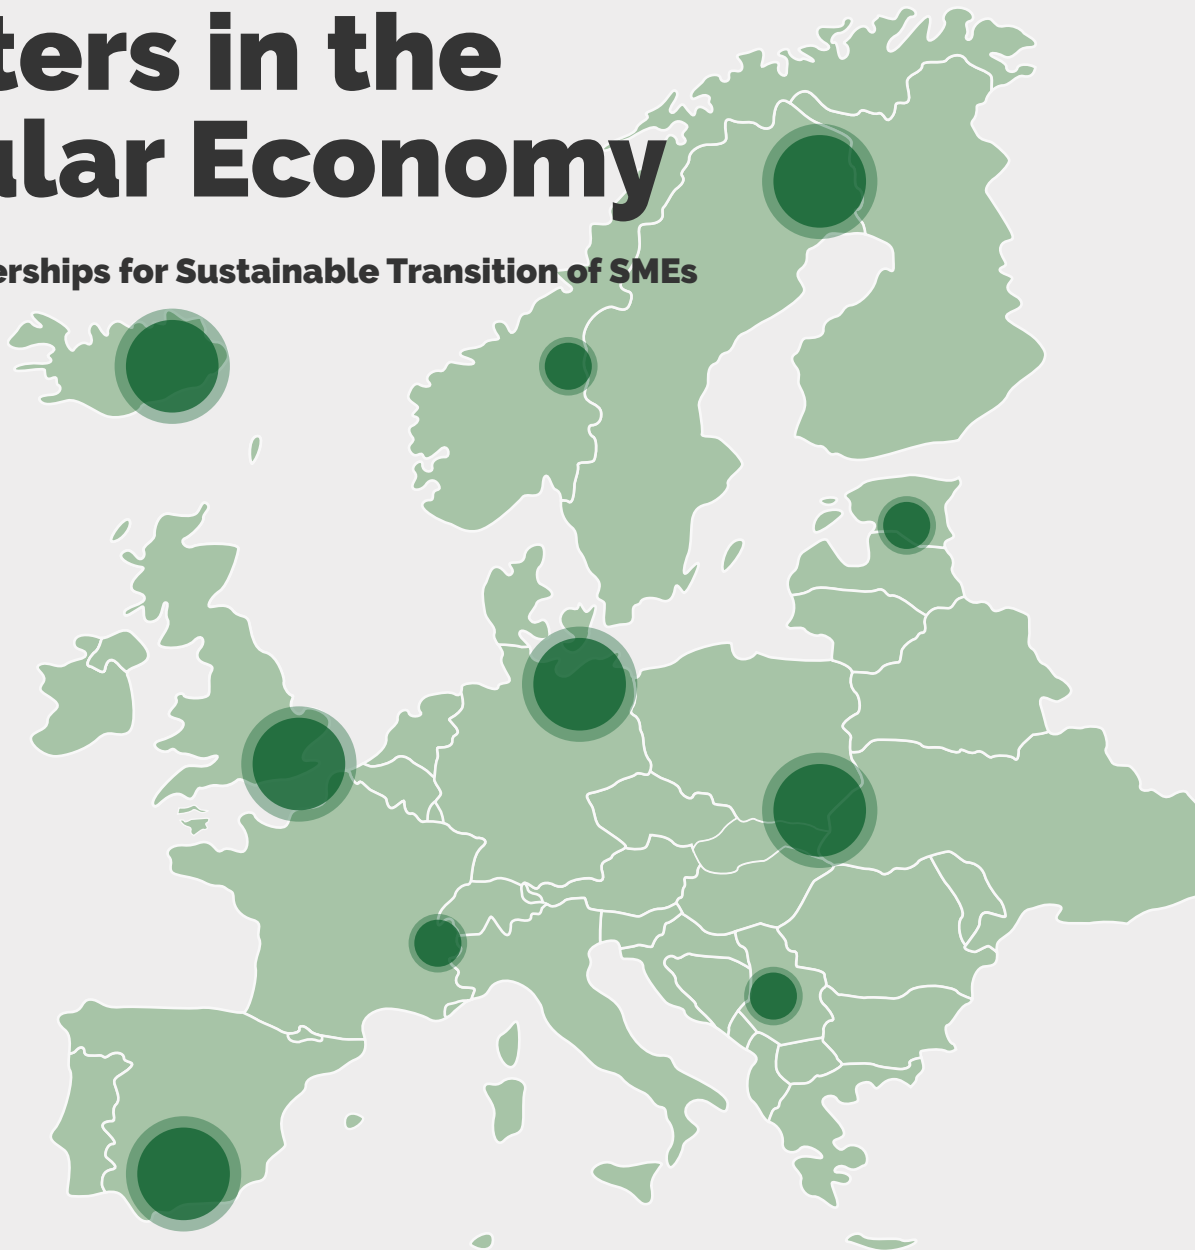 ters in the
ular Economy
erships for Sustainable Transition of SMEs